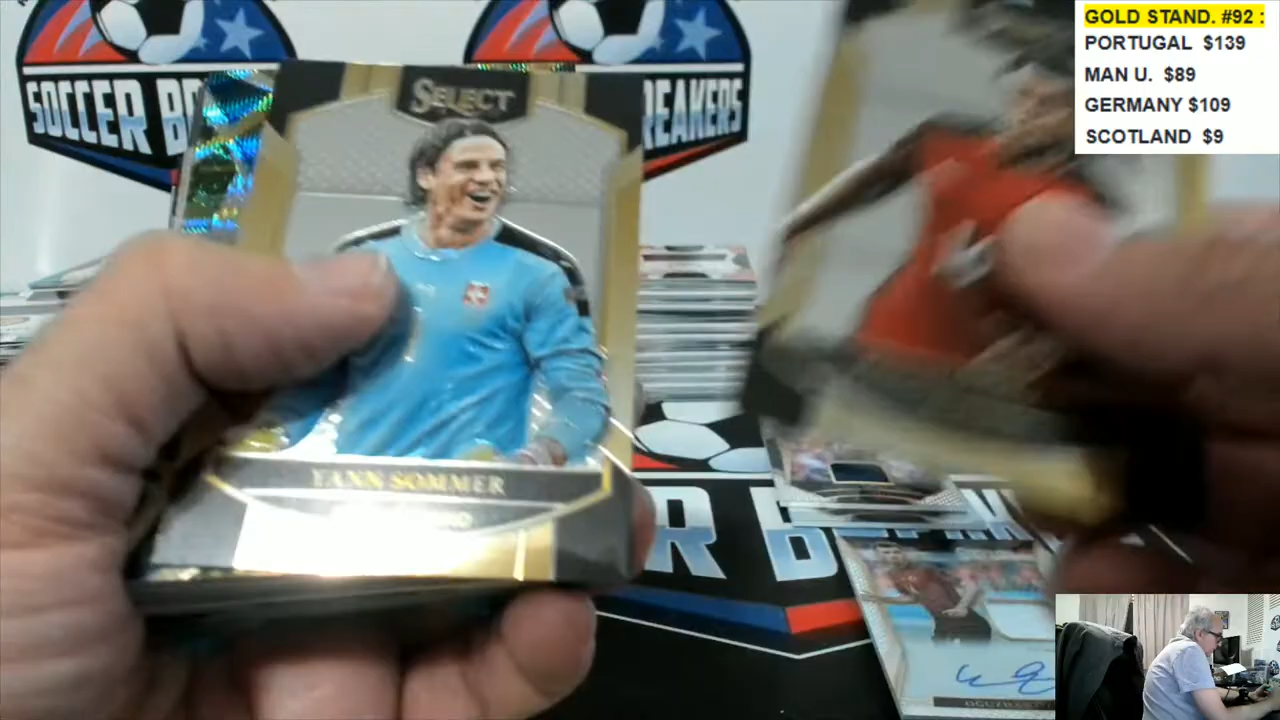 GOLD STAND. #92 :
PORTUGAL $139
MAN U. $89
GERMANY $109
SCOTLAND $9
SOCCER
REAKERS
SELECT
YANN SOMMER